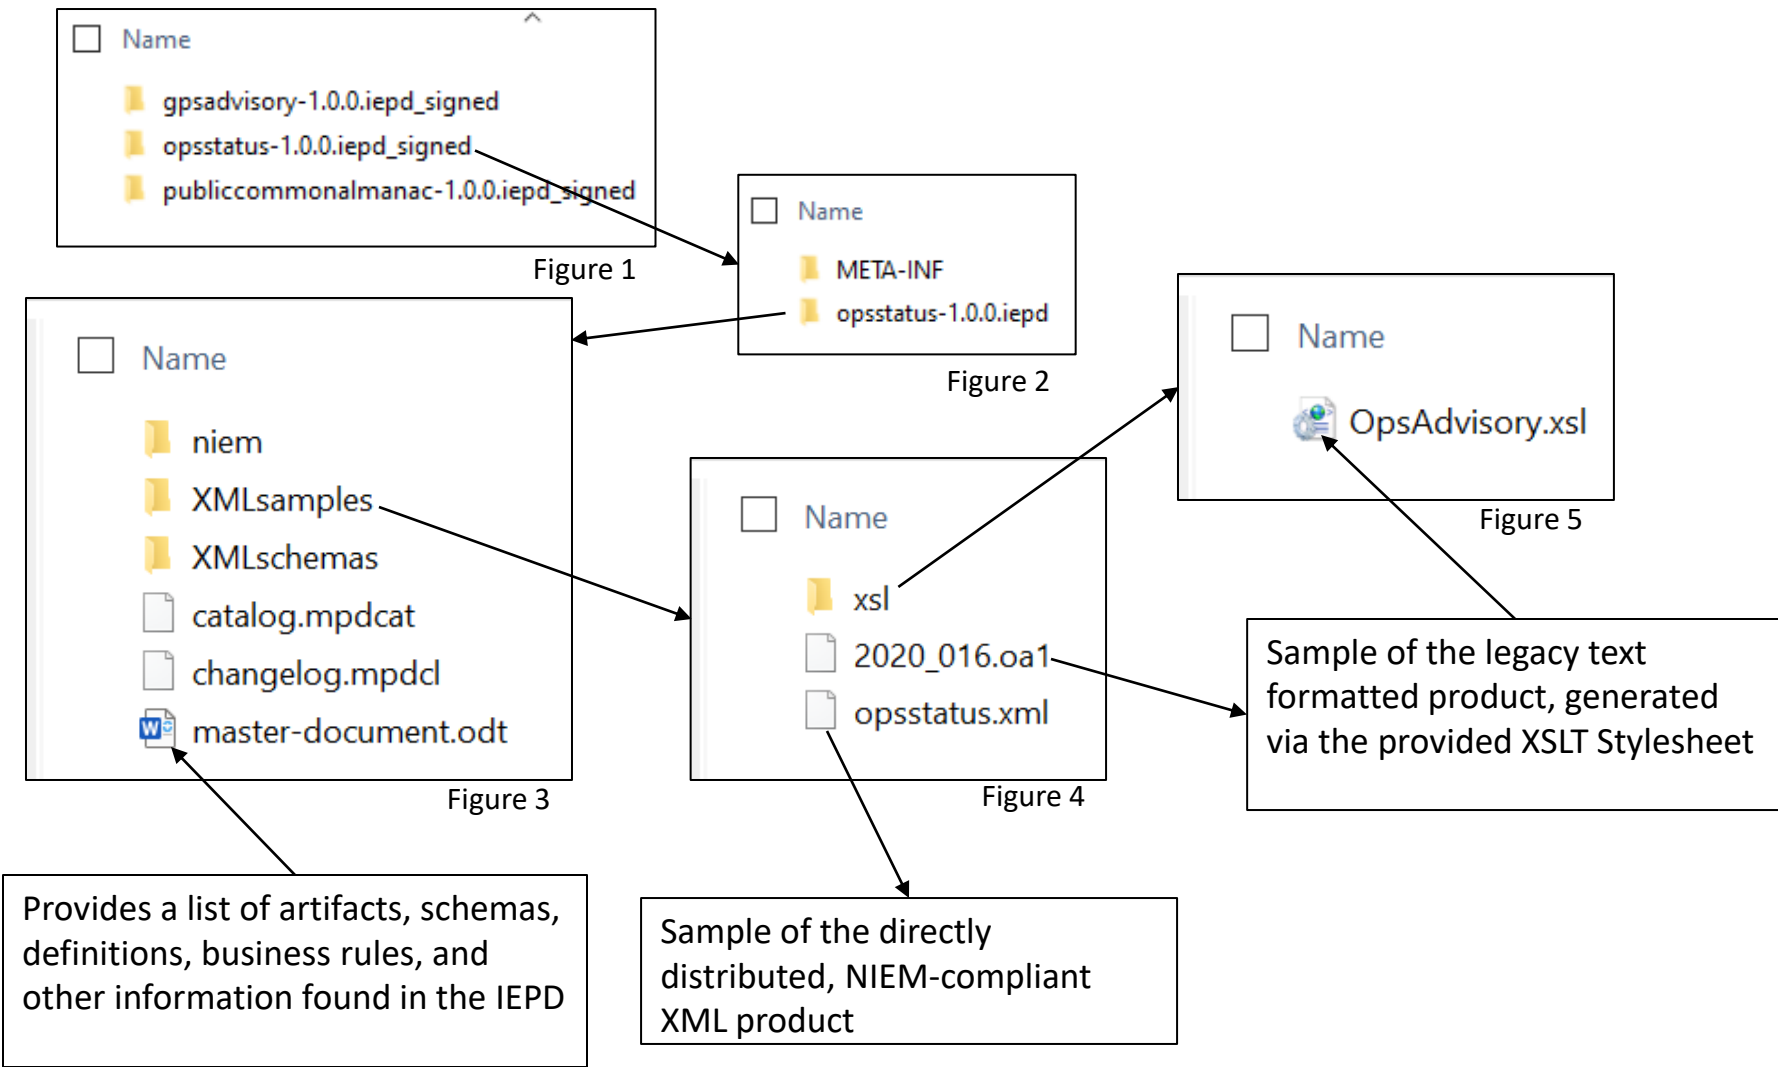 Name
gpsadvisory-1.0.0.iepd_signed
opsstatus-1.0.0.iepd_signed
publiccommonalmanac-1.0.0.iepd_signed
Figure 1
Name
META-INF
opsstatus-1.0.0.iepd
Figure 2
Name
niem
XMLsamples
XMLschemas
catalog.mpdcat
changelog.mpdcl
master-document.odt
Figure 3
Name
xsl
2020_016.oa1
opsstatus.xml
Figure 4
Name
OpsAdvisory.xsl
Figure 5
Sample of the legacy text
formatted product, generated
via the provided XSLT Stylesheet
Provides a list of artifacts, schemas,
definitions, business rules, and
other information found in the IEPD
Sample of the directly
distributed, NIEM-compliant
XML product